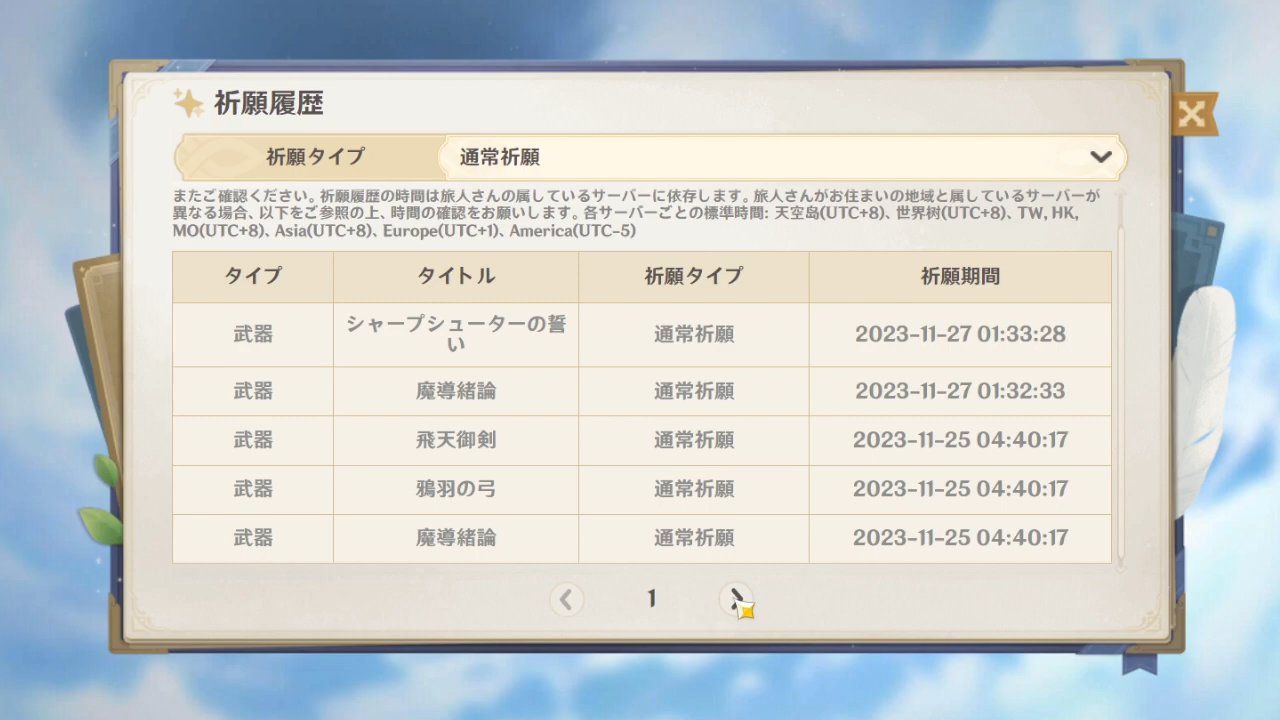 祈願履歴
祈願タイプ 通常祈願
またご確認ください。祈願履歴の時間は旅人さんの属しているサーバーに依存します。旅人さんがお住まいの地域と属しているサーバーが
異なる場合、以下をご参照の上、時間の確認をお願いします。各サーバーごとの標準時間: 天空岛(UTC+8)、世界树(UTC+8)、TW, HK,
MO(UTC+8)、Asia(UTC+8)、Europe(UTC+1)、America(UTC-5)
タイプ タイトル 祈願タイプ 祈願期間
武器 シャープシューターの誓
い 通常祈願 2023-11-27 01:33:28
武器 魔導緒論 通常祈願 2023-11-27 01:32:33
武器 飛天御剣 通常祈願 2023-11-25 04:40:17
武器 鴉羽の弓 通常祈願 2023-11-25 04:40:17
武器 魔導緒論 通常祈願 2023-11-25 04:40:17
1